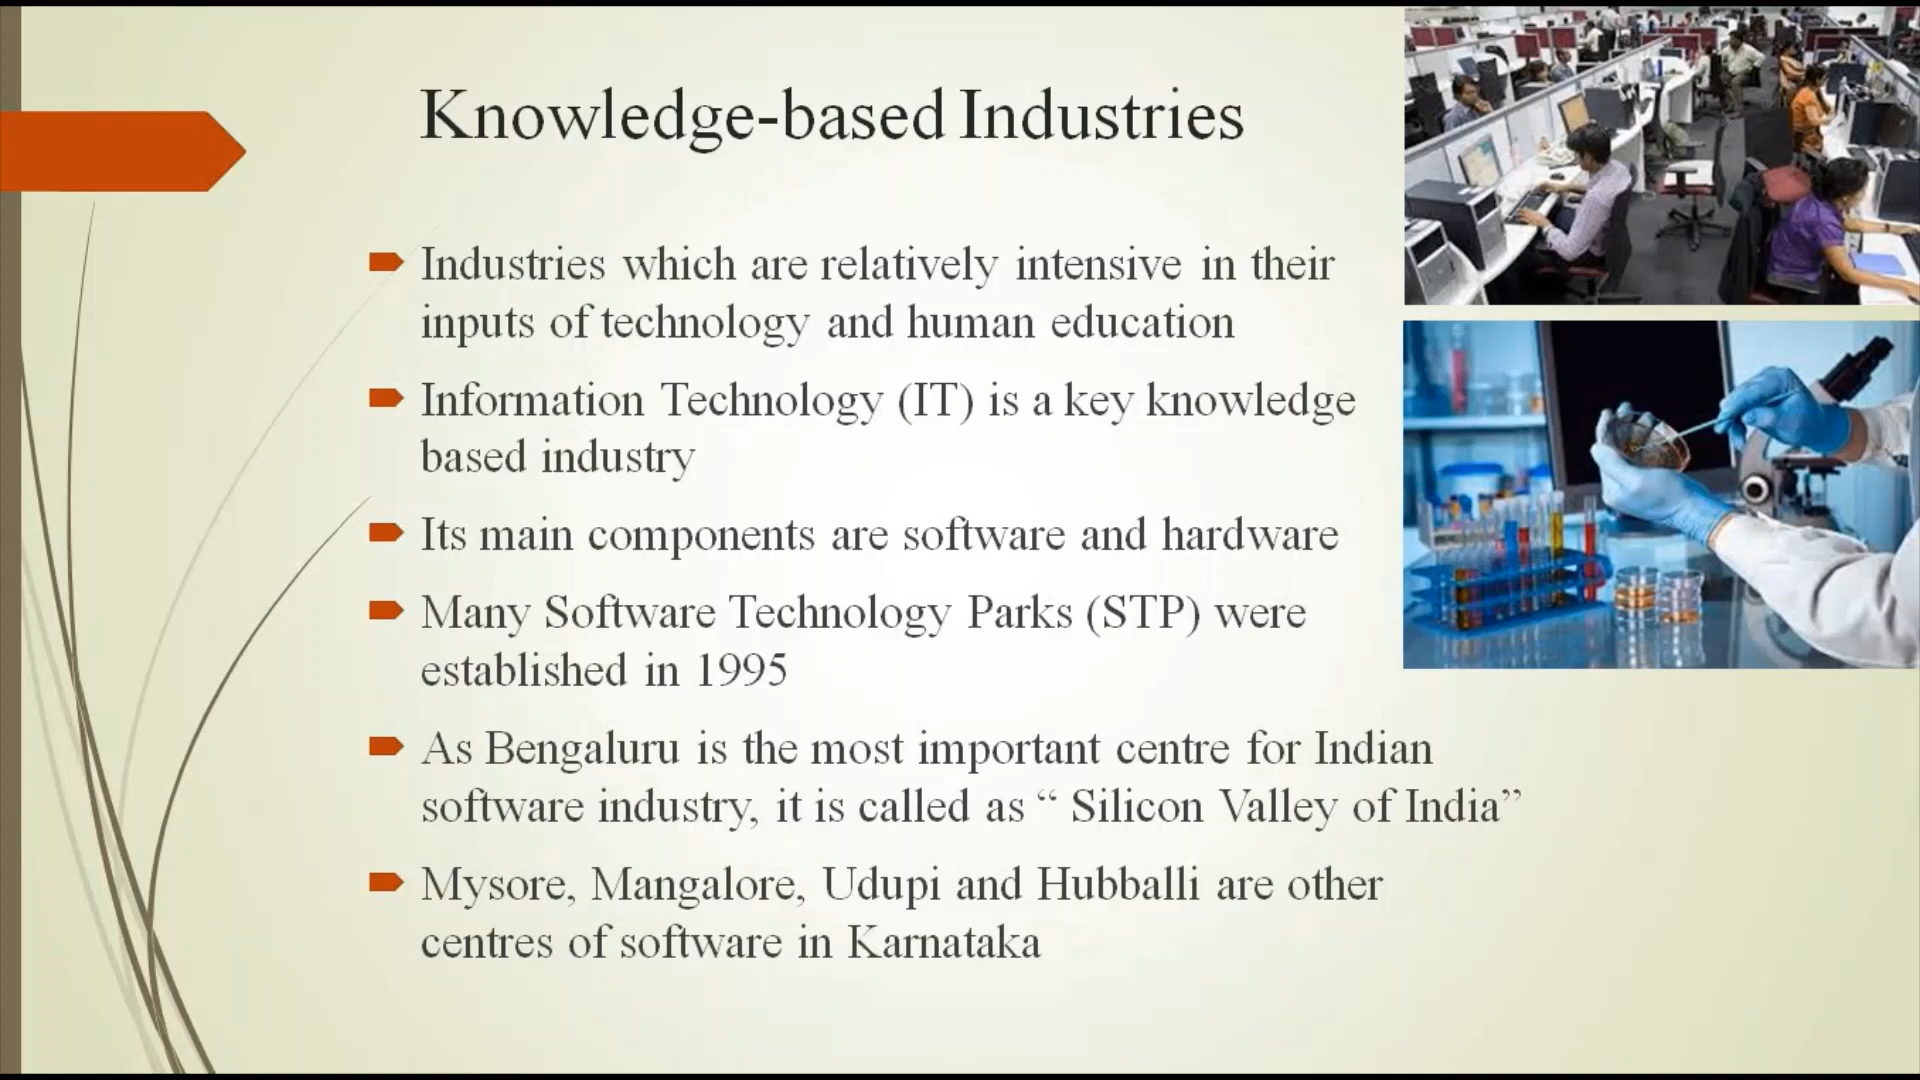 Knowledge-based Industries
Industries which are relatively intensive in their
inputs of technology and human education
Information Technology (IT) is a key knowledge
based industry
Its main components are software and hardware
Many Software Technology Parks (STP) were
established in 1995
As Bengaluru is the most important centre for Indian
software industry, it is called as “ Silicon Valley of India”
Mysore, Mangalore, Udupi and Hubballi are other
centres of software in Karnataka